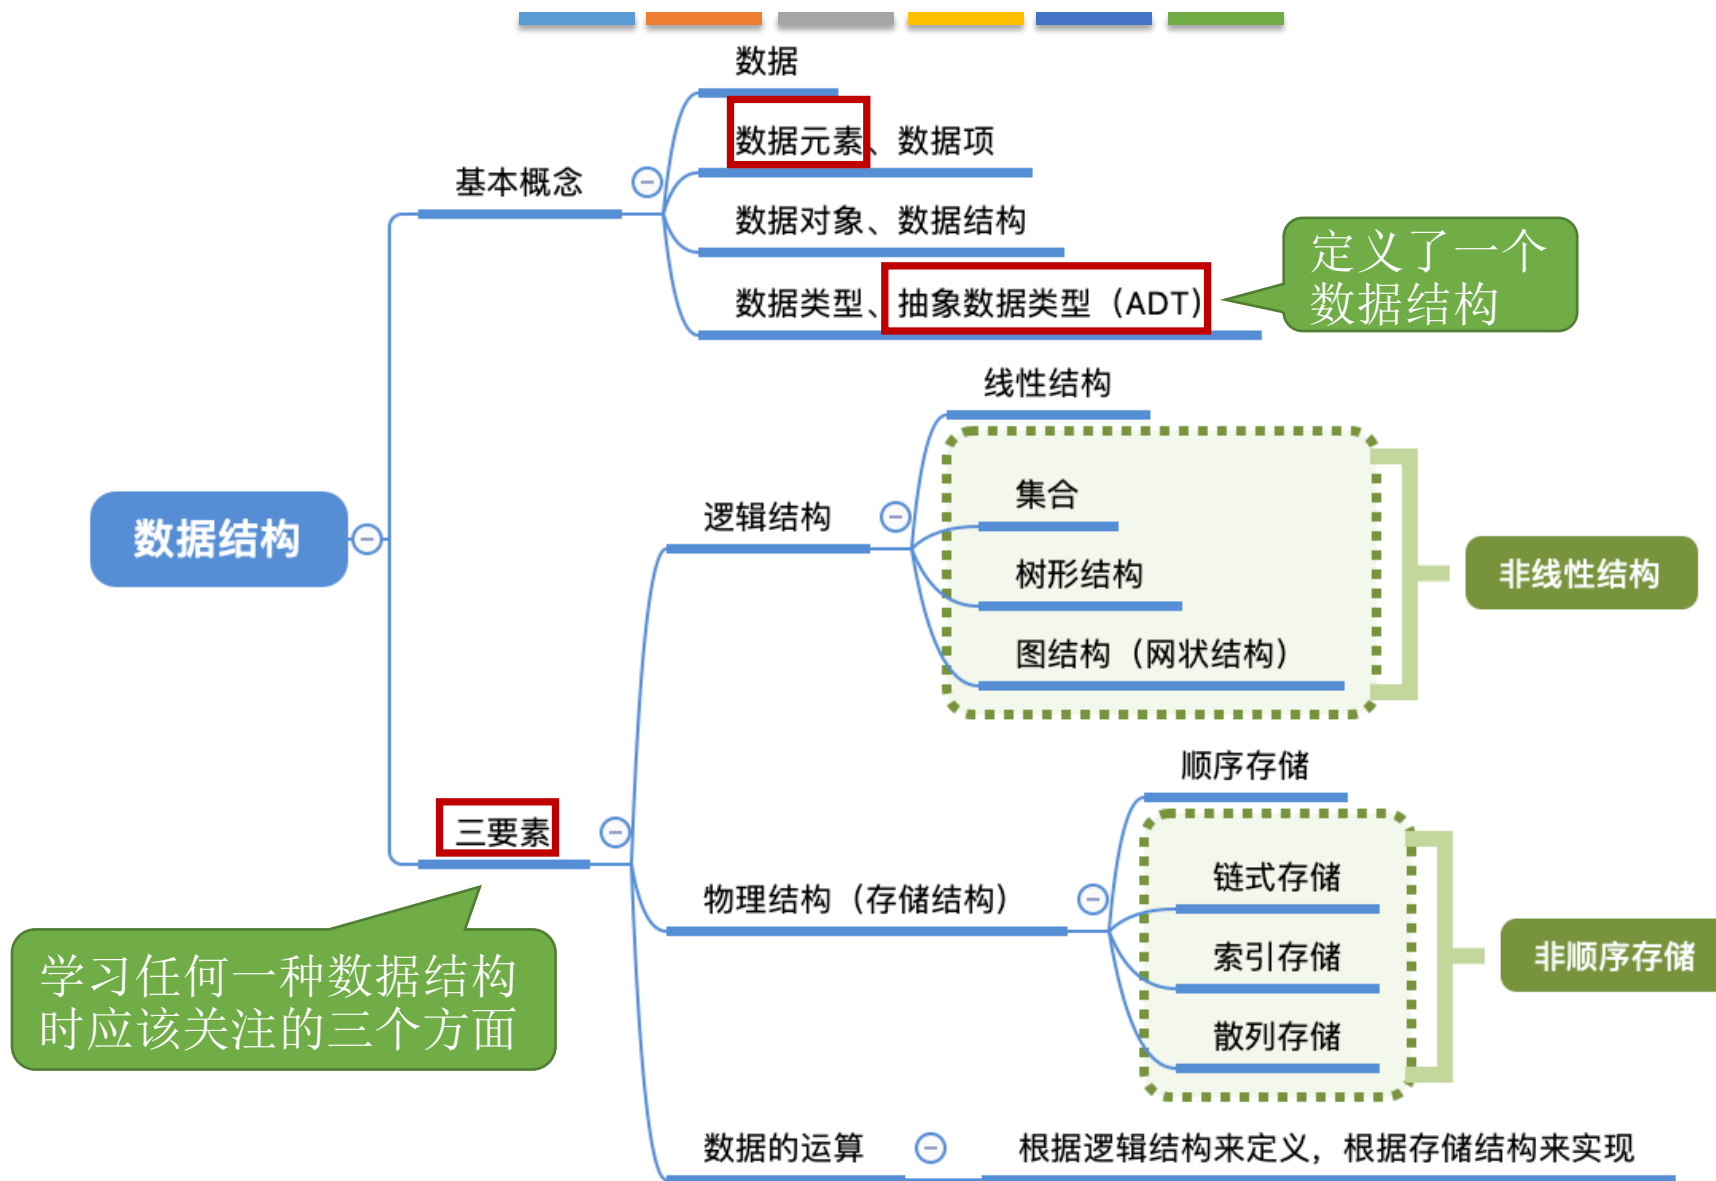 数据
数据元素、数据项
基本概念
数据对象、数据结构
数据类型、抽象数据类型（ADT）
定义了一个
数据结构
线性结构
集合
逻辑结构
树形结构
非线性结构
图结构（网状结构）
数据结构
顺序存储
三要素
链式存储
物理结构（存储结构）
索引存储
非顺序存储
散列存储
学习任何一种数据结构
时应该关注的三个方面
数据的运算
根据逻辑结构来定义，根据存储结构来实现